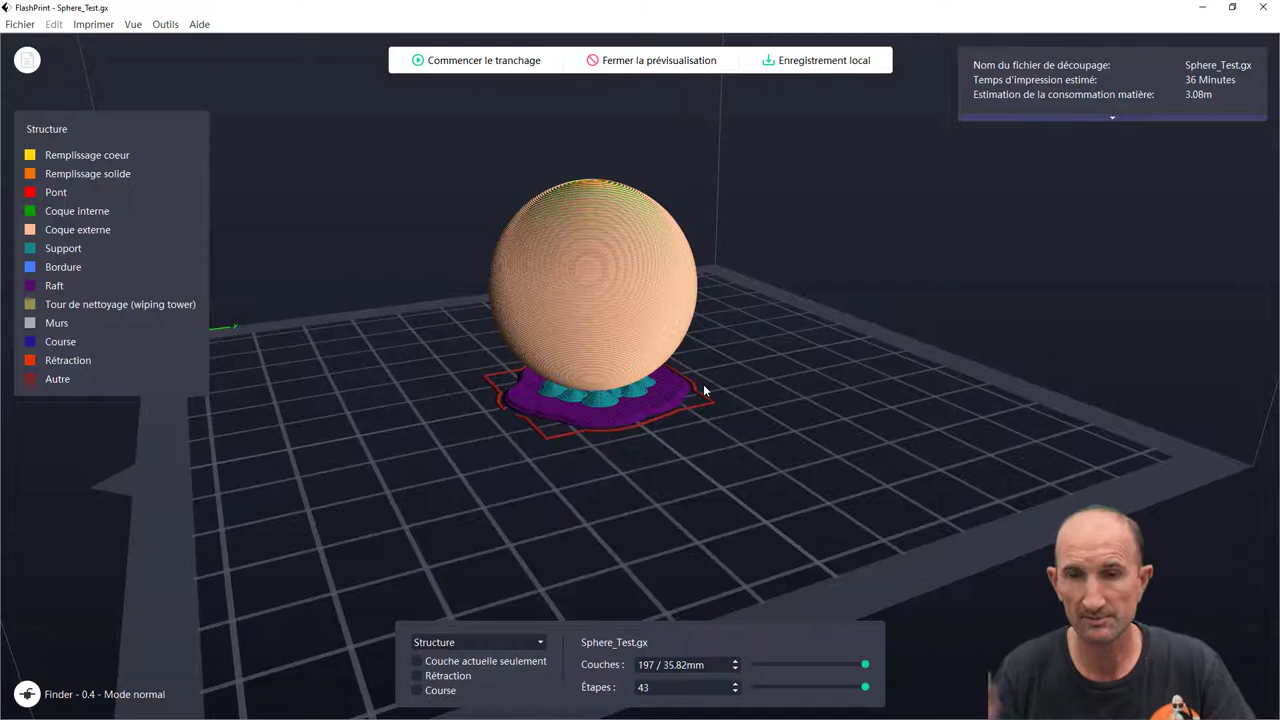 FlashPrint - Sphere_Test.gx
Fichier Edit Imprimer Vue Outils Aide
Commencer le tranchage Fermer la prévisualisation Enregistrement local
Nom du fichier de découpage: Sphere_Test.gx
Temps d'impression estimé: 36 Minutes
Estimation de la consommation matière: 3.08m
Structure
Remplissage coeur
Remplissage solide
Pont
Coque interne
Coque externe
Support
Bordure
Raft
Tour de nettoyage (wiping tower)
Murs
Course
Rétraction
Autre
Structure
Couche actuelle seulement
Rétraction
Course
Sphere_Test.gx
Couches : 197 / 35.82mm
Étapes : 43
Finder - 0.4 - Mode normal